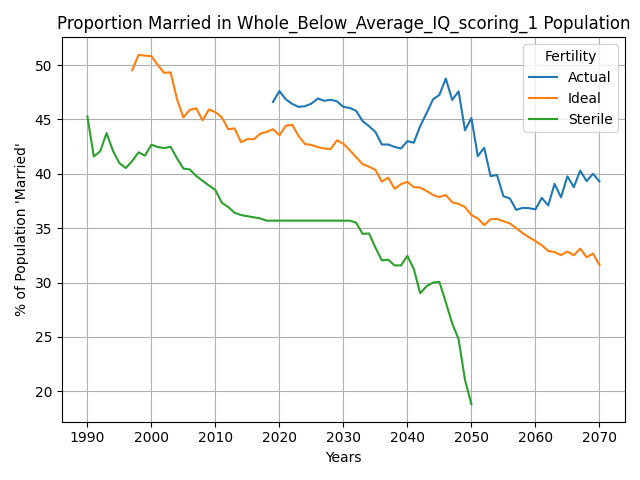 Proportion Married in Whole_Below_Average_IQ_scoring_1 Population
Fertility
Actual
Ideal
Sterile
% of Population 'Married'
50
45
40
35
30
25
20
1990 2000 2010 2020 2030 2040 2050 2060 2070
Years